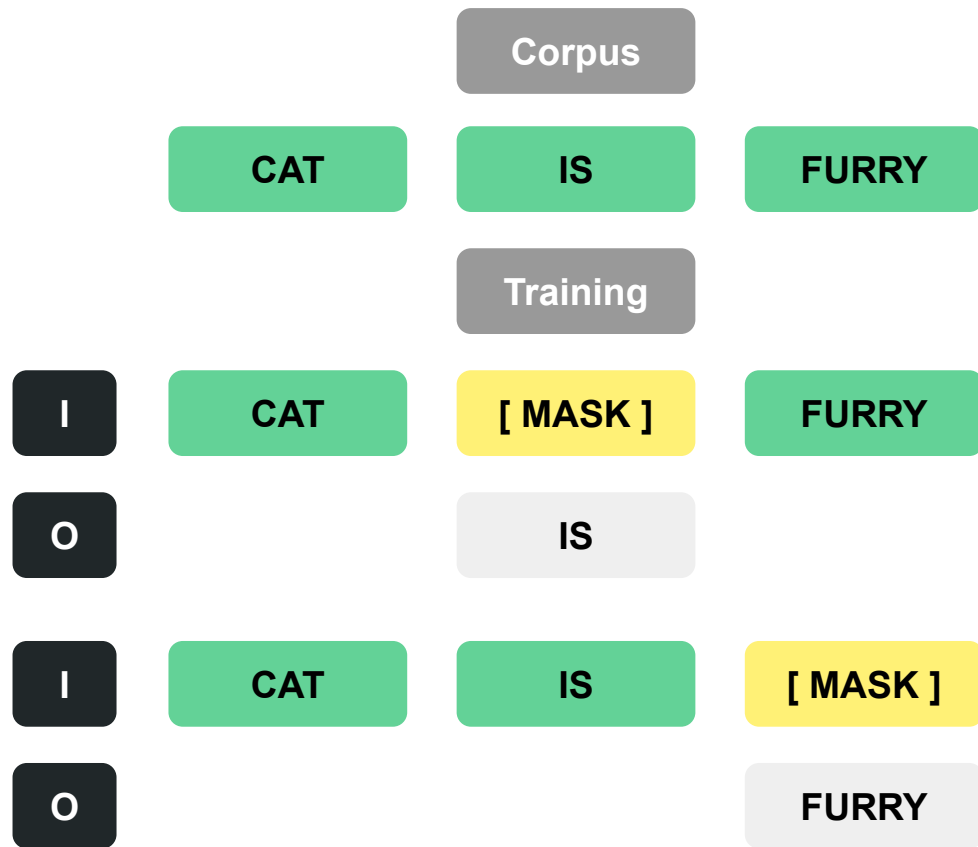 Corpus
CAT IS FURRY
Training
I CAT [ MASK ] FURRY
O IS
I CAT IS [ MASK ]
O FURRY